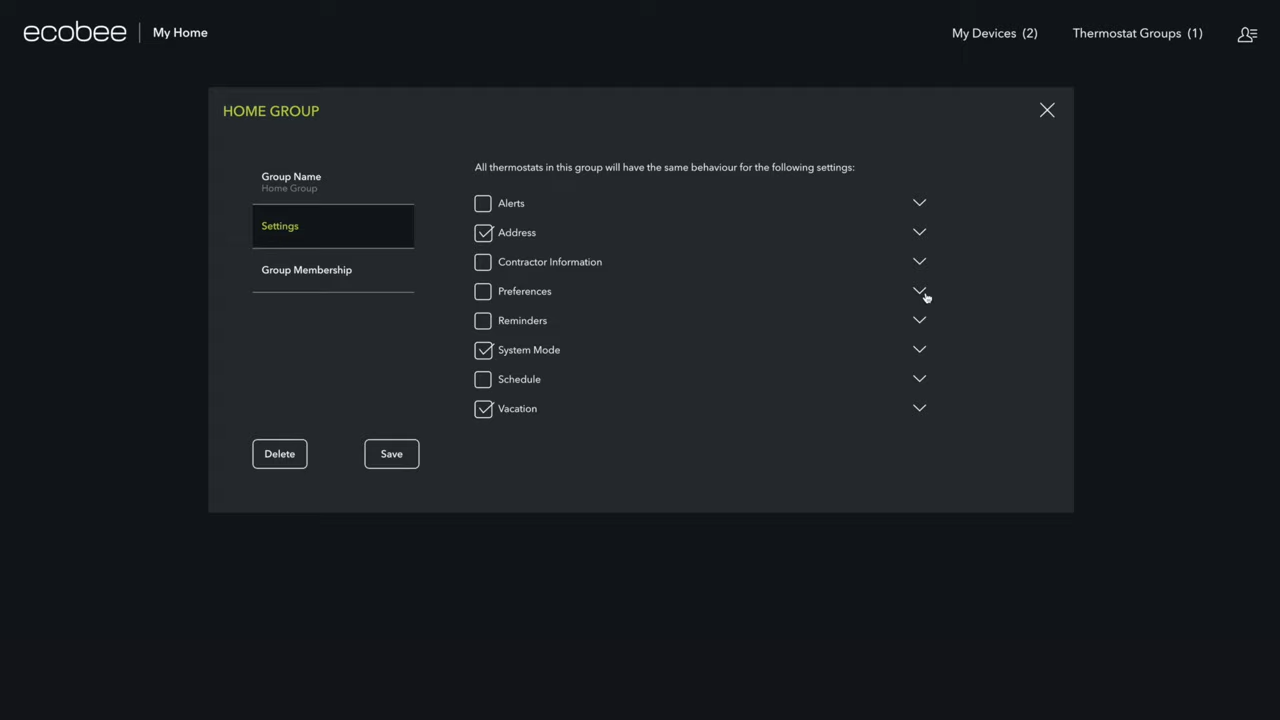 ecobee
My Home
My Devices (2)
Thermostat Groups (1)
HOME GROUP
Group Name
Home Group
Settings
Group Membership
Delete
Save
All thermostats in this group will have the same behaviour for the following settings:
Alerts
Address
Contractor Information
Preferences
Reminders
System Mode
Schedule
Vacation